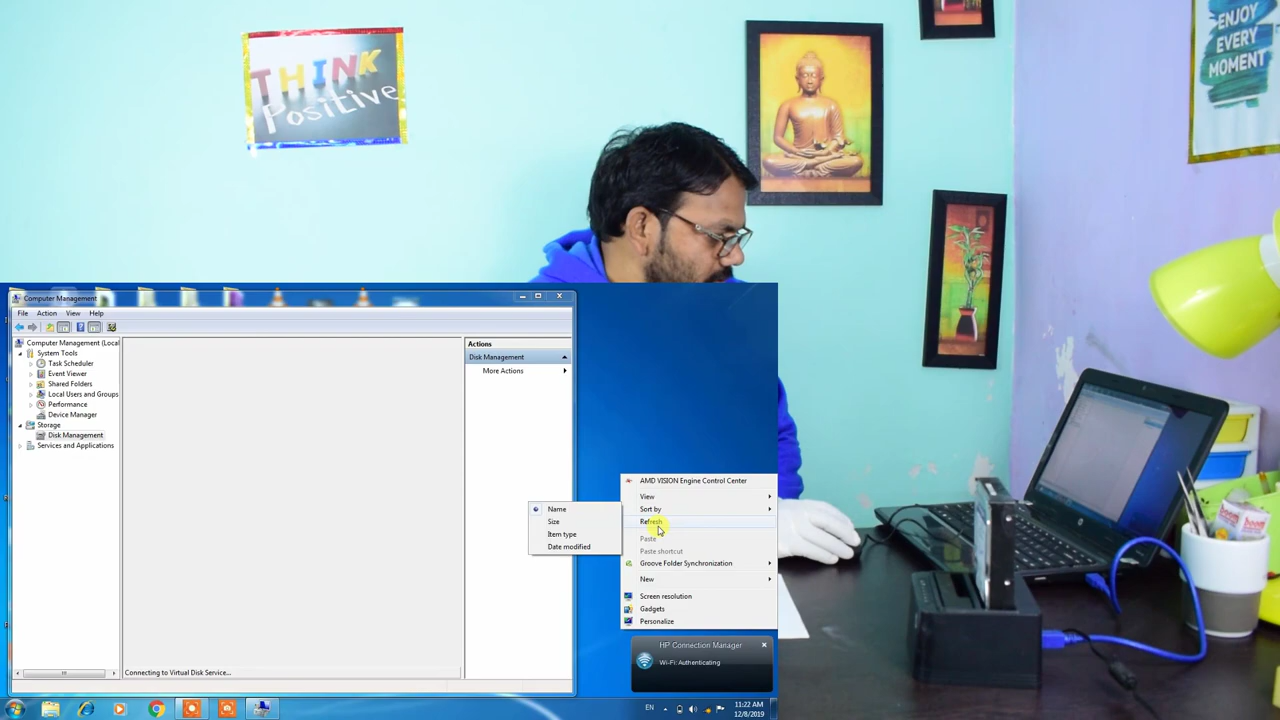 THINK
Positive
ENJOY
EVERY
MOMENT
Computer Management
File Action View Help
Computer Management (Local
System Tools
Task Scheduler
Event Viewer
Shared Folders
Local Users and Groups
Performance
Device Manager
Storage
Disk Management
Services and Applications
Connecting to Virtual Disk Service...
Actions
Disk Management
More Actions
Name
Size
Item type
Date modified
AMD VISION Engine Control Center
View
Sort by
Refresh
Paste
Paste shortcut
Groove Folder Synchronization
New
Screen resolution
Gadgets
Personalize
HP Connection Manager
Wi-Fi: Authenticating
EN
11:22 AM
12/8/2019